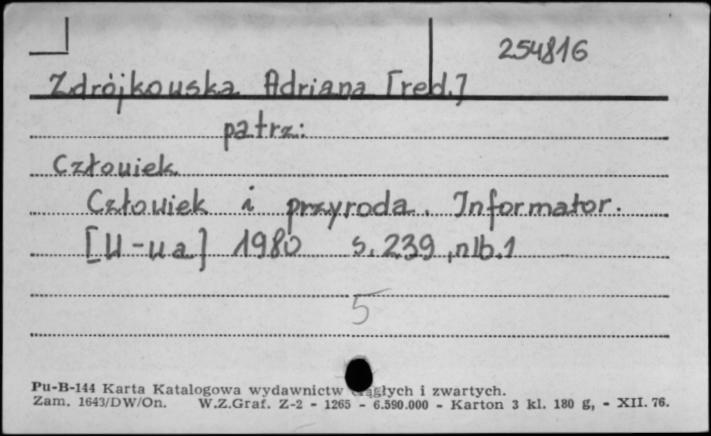 254816
Zdrójkowska Adriana [red.]
patrz:
Człowiek
Człowiek i przyroda. Informator.
[W-wa] 1980 s. 239, nlb. 1
5
Pu-B-144 Karta Katalogowa wydawnictw ciągłych i zwartych.
Zam. 1643/DW/On. W.Z.Graf. Z-2 - 1265 - 6.590.000 - Karton 3 kl. 180 g, - XII. 76.